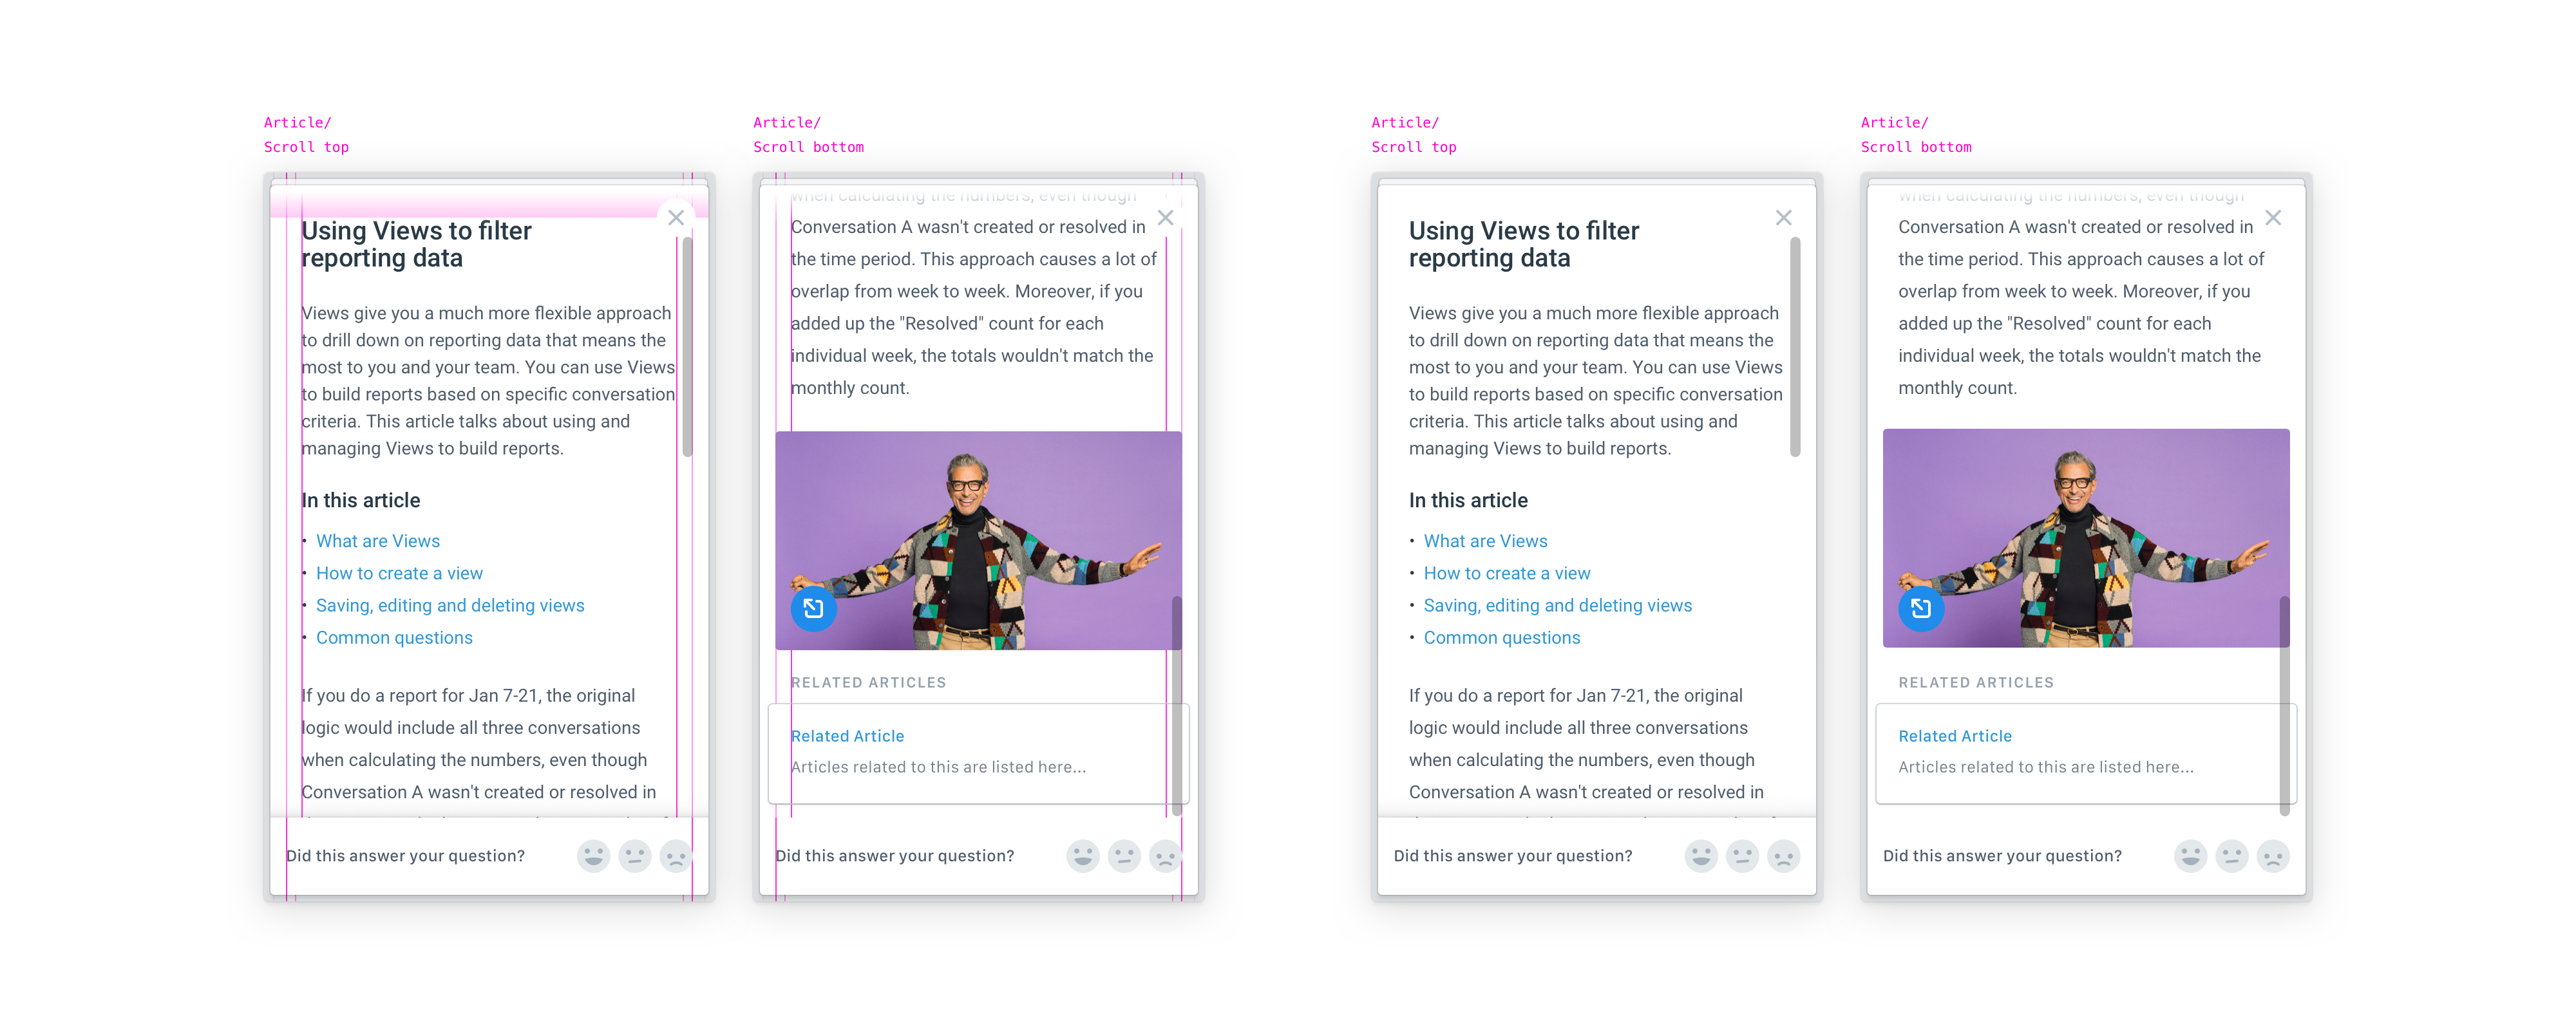 Article/
Scroll top
Using Views to filter
reporting data
Views give you a much more flexible approach
to drill down on reporting data that means the
most to you and your team. You can use Views
to build reports based on specific conversation
criteria. This article talks about using and
managing Views to build reports.
In this article
• What are Views
• How to create a view
• Saving, editing and deleting views
• Common questions
If you do a report for Jan 7-21, the original
logic would include all three conversations
when calculating the numbers, even though
Conversation A wasn't created or resolved in
Did this answer your question?
Article/
Scroll bottom
when calculating the numbers, even though
Conversation A wasn't created or resolved in
the time period. This approach causes a lot of
overlap from week to week. Moreover, if you
added up the "Resolved" count for each
individual week, the totals wouldn't match the
monthly count.
RELATED ARTICLES
Related Article
Articles related to this are listed here...
Did this answer your question?
Article/
Scroll top
Using Views to filter
reporting data
Views give you a much more flexible approach
to drill down on reporting data that means the
most to you and your team. You can use Views
to build reports based on specific conversation
criteria. This article talks about using and
managing Views to build reports.
In this article
• What are Views
• How to create a view
• Saving, editing and deleting views
• Common questions
If you do a report for Jan 7-21, the original
logic would include all three conversations
when calculating the numbers, even though
Conversation A wasn't created or resolved in
Did this answer your question?
Article/
Scroll bottom
when calculating the numbers, even though
Conversation A wasn't created or resolved in
the time period. This approach causes a lot of
overlap from week to week. Moreover, if you
added up the "Resolved" count for each
individual week, the totals wouldn't match the
monthly count.
RELATED ARTICLES
Related Article
Articles related to this are listed here...
Did this answer your question?